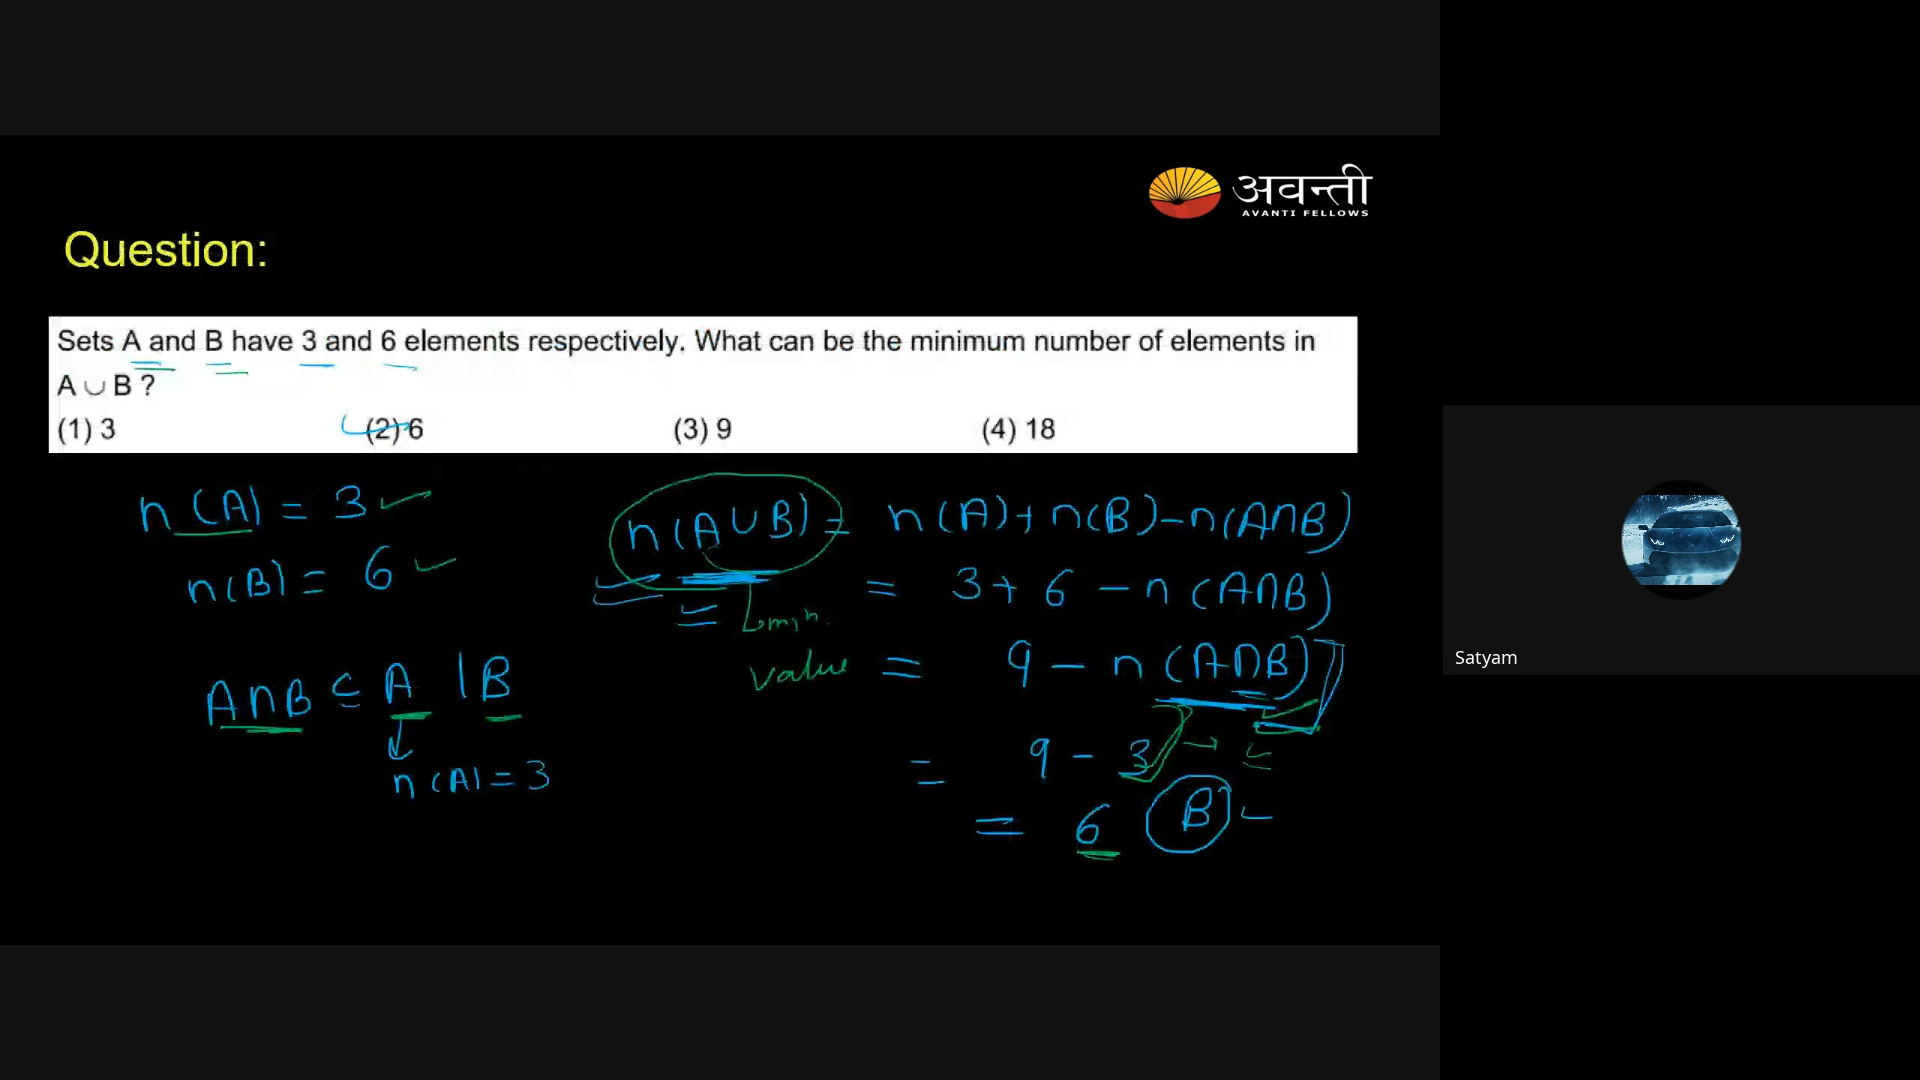 अवन्ती
AVANTI FELLOWS
Question:
Sets A and B have 3 and 6 elements respectively. What can be the minimum number of elements in
A ∪ B ?
(1) 3 (2) 6 (3) 9 (4) 18
n(A) = 3
n(B) = 6
A∩B ⊆ A | B
n(A) = 3
n(A∪B) = n(A)+n(B)-n(A∩B)
= 3+6-n(A∩B)
min.
value
= 9-n(A∩B)
= 9-3
= 6 B
Satyam